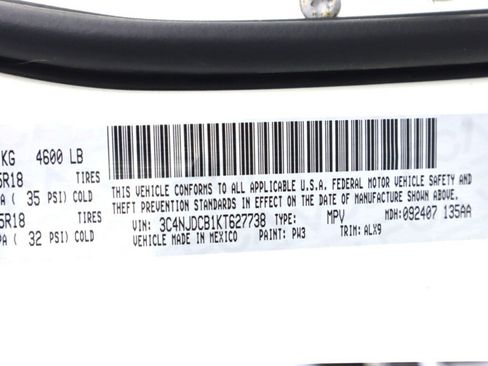 KG 4600 LB
5R18 TIRES
A ( 35 PSI) COLD
5R18 TIRES
PA ( 32 PSI) COLD
THIS VEHICLE CONFORMS TO ALL APPLICABLE U.S.A. FEDERAL MOTOR VEHICLE SAFETY AND
THEFT PREVENTION STANDARDS IN EFFECT ON THE DATE OF MANUFACTURE SHOWN ABOVE.
VIN: 3C4NJDCB1KT627738 TYPE: MPV MDH:092407 135AA
VEHICLE MADE IN MEXICO PAINT: PW3 TRIM: ALX9